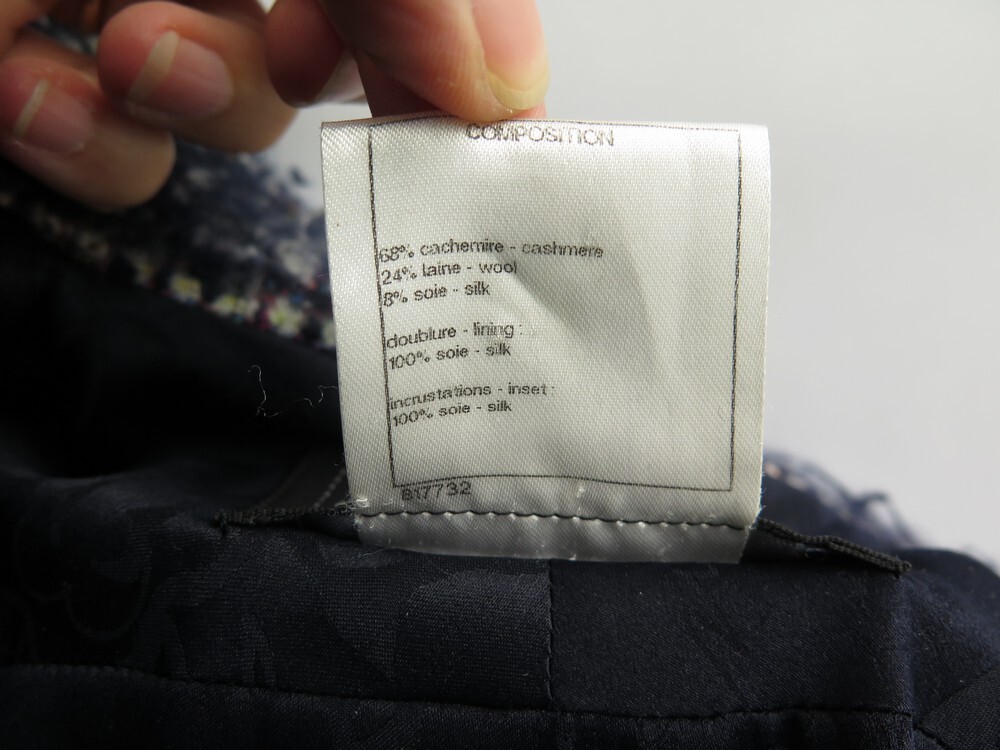 COMPOSITION
68% cachemire - cashmere
24% laine - wool
8% soie - silk
doublure - lining :
100% soie - silk
incrustations - inset :
100% soie - silk
817732